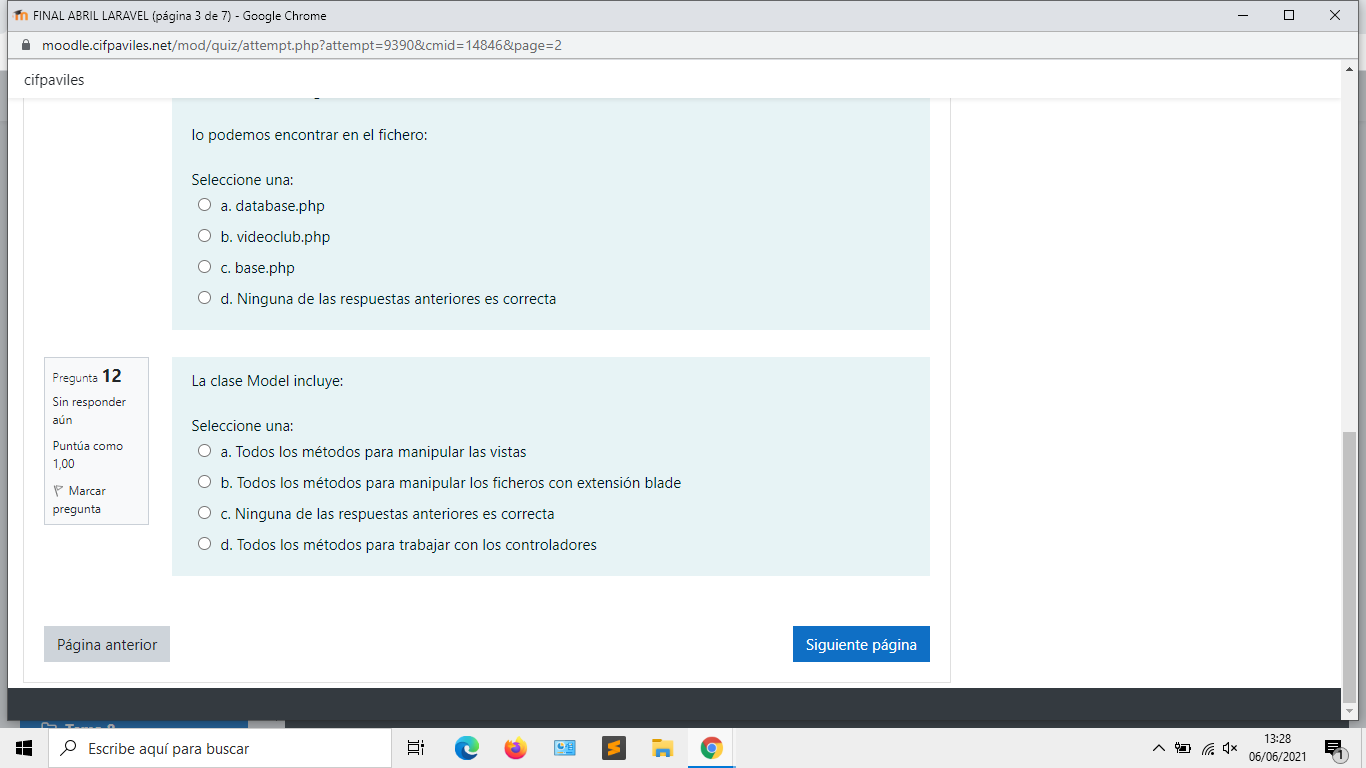 FINAL ABRIL LARAVEL (página 3 de 7) - Google Chrome
moodle.cifpaviles.net/mod/quiz/attempt.php?attempt=9390&cmid=14846&page=2
cifpaviles
lo podemos encontrar en el fichero:
Seleccione una:
a. database.php
b. videoclub.php
c. base.php
d. Ninguna de las respuestas anteriores es correcta
Pregunta 12
Sin responder
aún
Puntúa como
1,00
Marcar
pregunta
La clase Model incluye:
Seleccione una:
a. Todos los métodos para manipular las vistas
b. Todos los métodos para manipular los ficheros con extensión blade
c. Ninguna de las respuestas anteriores es correcta
d. Todos los métodos para trabajar con los controladores
Página anterior
Siguiente página
Escribe aquí para buscar
13:28
06/06/2021
1